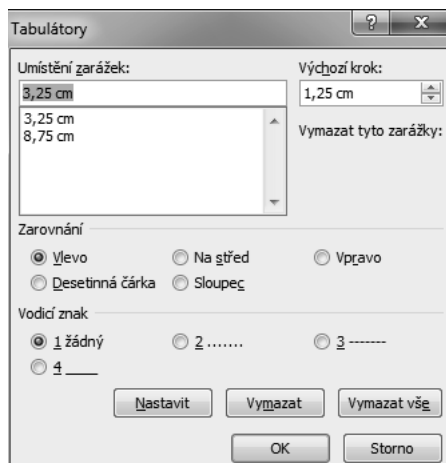 Tabulátory
Umístění zarážek: Výchozí krok:
3,25 cm 1,25 cm
3,25 cm Vymazat tyto zarážky:
8,75 cm
Zarovnání
Vlevo Na střed Vpravo
Desetinná čárka Sloupec
Vodicí znak
1 žádný 2 ....... 3 -------
4 ____
Nastavit Vymazat Vymazat vše
OK Storno